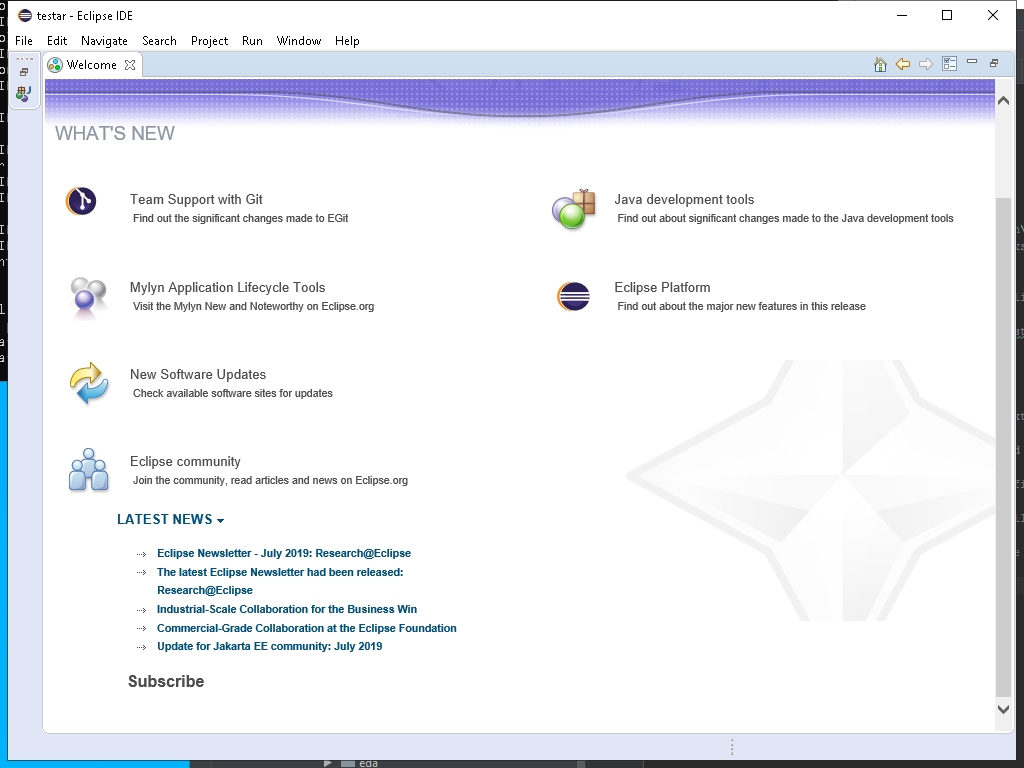 testar - Eclipse IDE
File Edit Navigate Search Project Run Window Help
Welcome
WHAT'S NEW
Team Support with Git
Find out the significant changes made to EGit
Java development tools
Find out about significant changes made to the Java development tools
Mylyn Application Lifecycle Tools
Visit the Mylyn New and Noteworthy on Eclipse.org
Eclipse Platform
Find out about the major new features in this release
New Software Updates
Check available software sites for updates
Eclipse community
Join the community, read articles and news on Eclipse.org
LATEST NEWS
Eclipse Newsletter - July 2019: Research@Eclipse
The latest Eclipse Newsletter had been released:
Research@Eclipse
Industrial-Scale Collaboration for the Business Win
Commercial-Grade Collaboration at the Eclipse Foundation
Update for Jakarta EE community: July 2019
Subscribe
eda